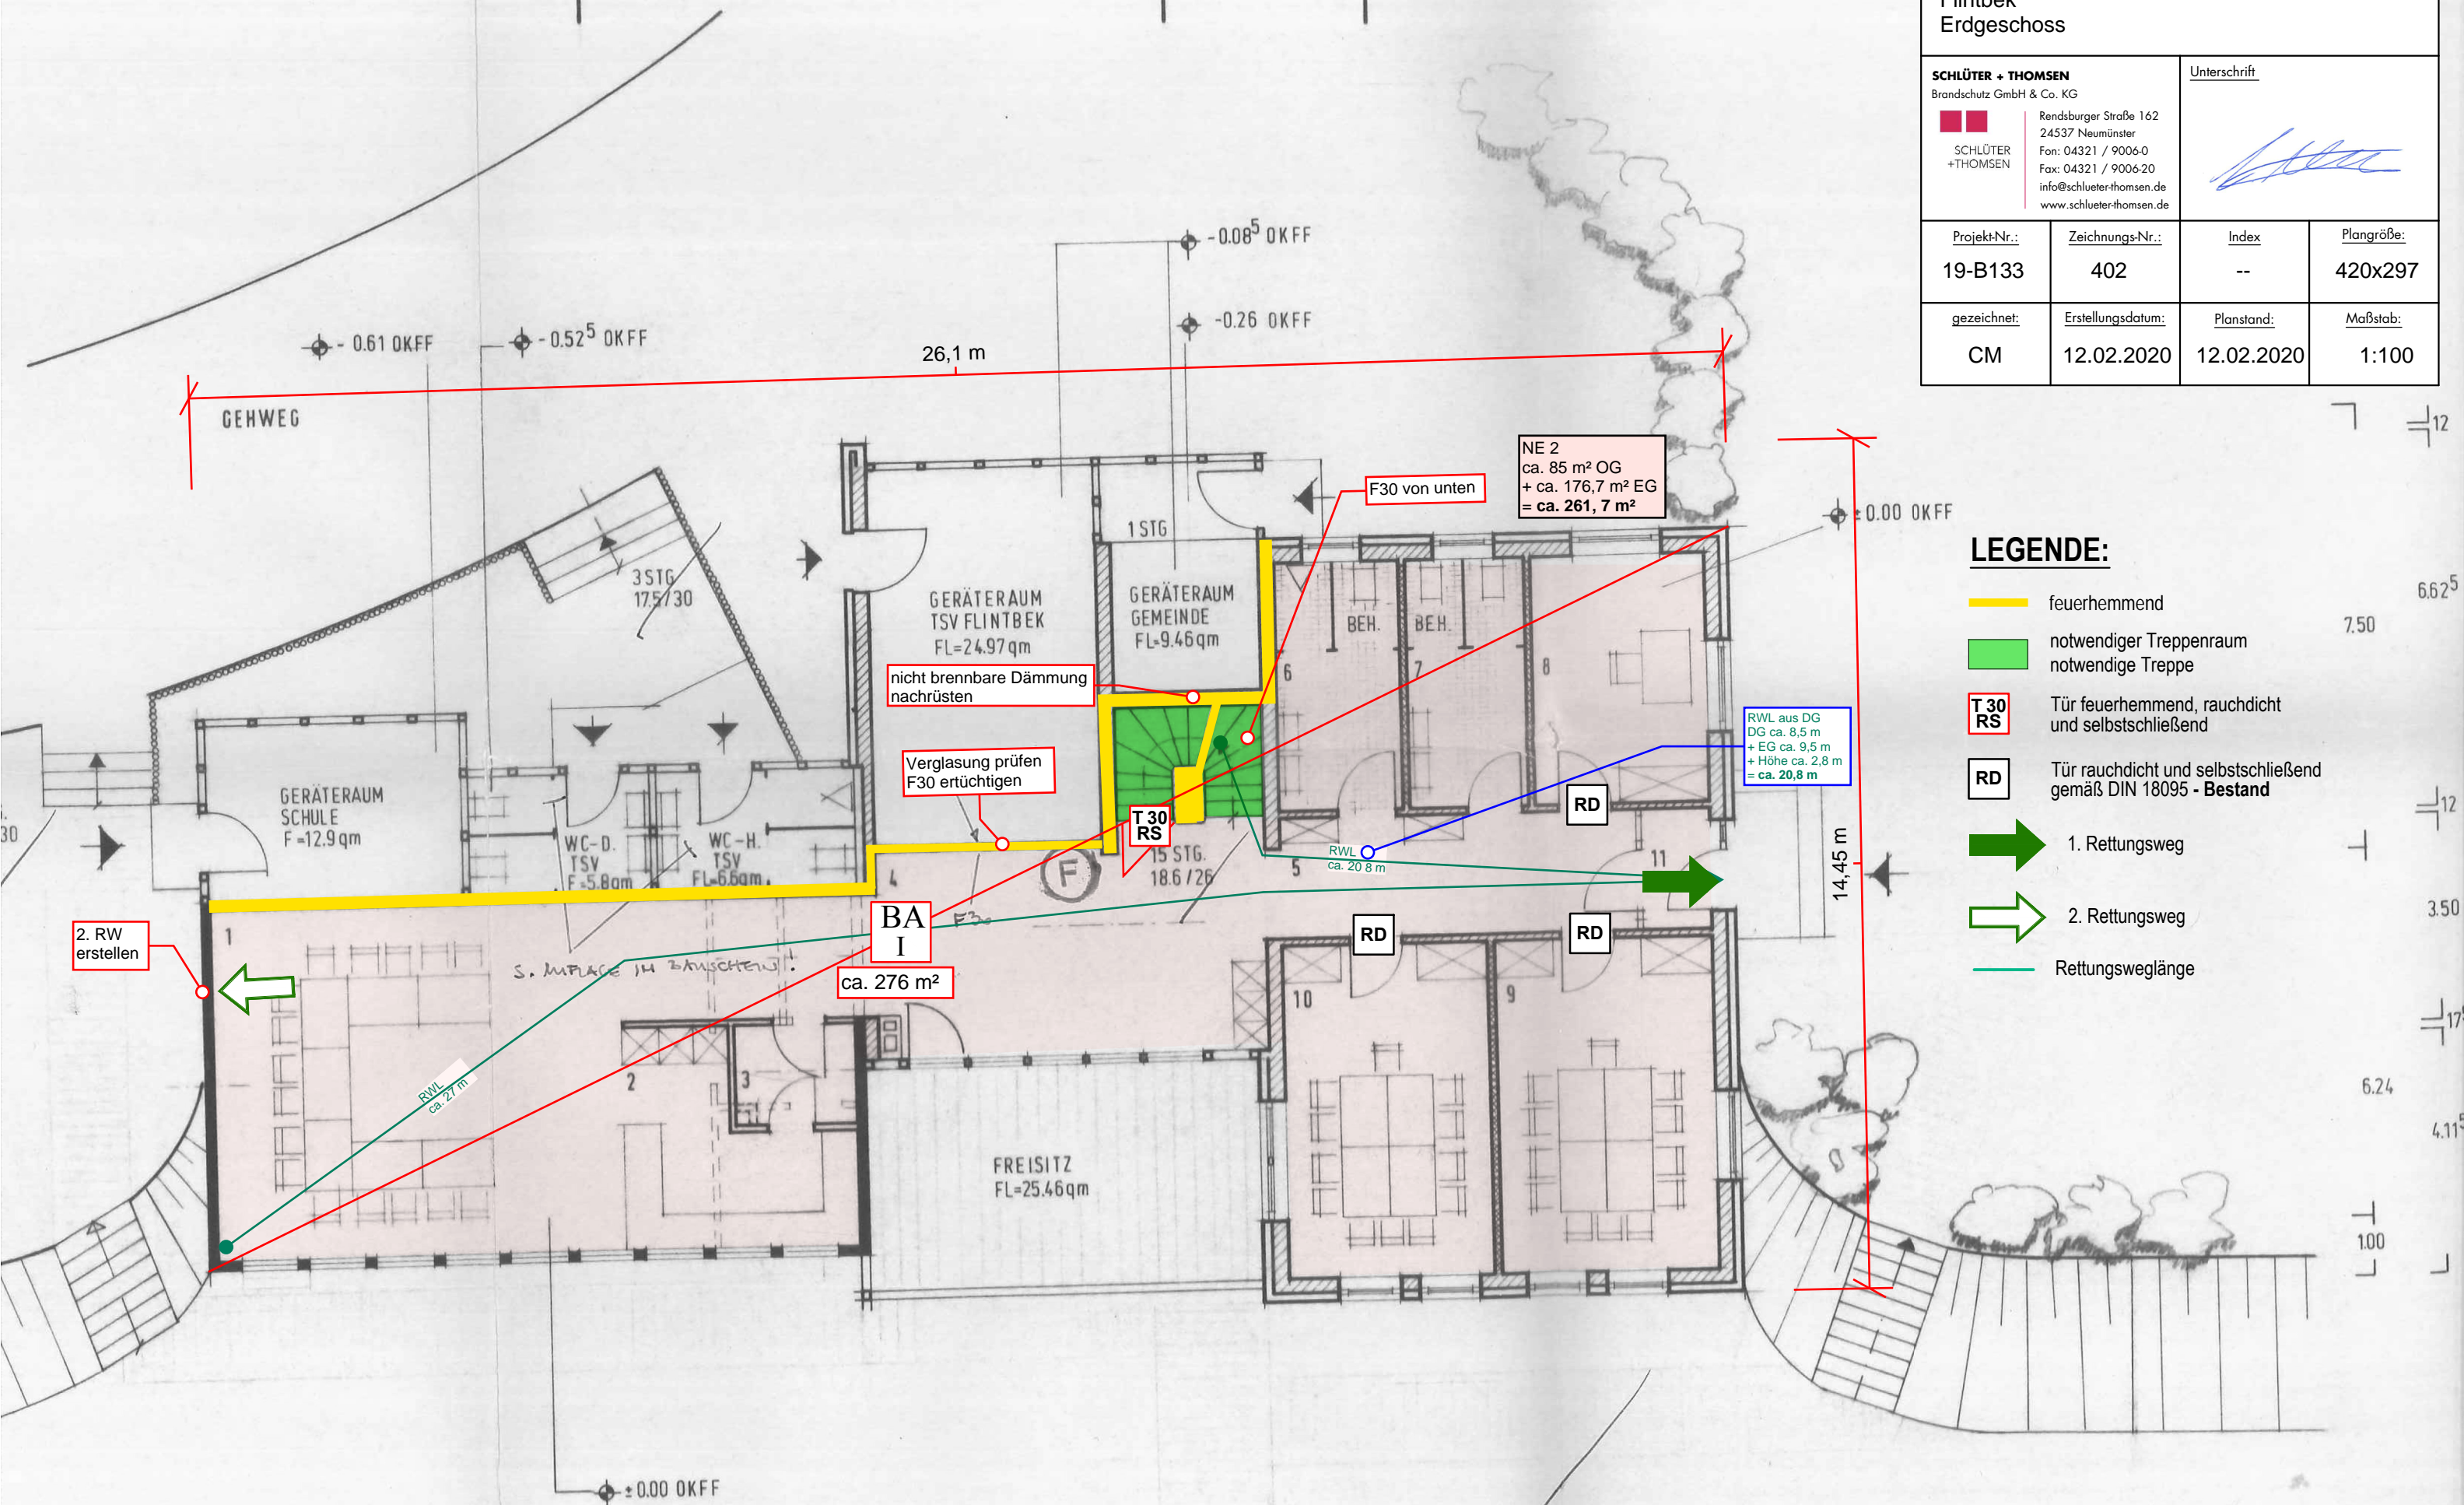 Flintbek
Erdgeschoss
SCHLÜTER + THOMSEN
Brandschutz GmbH & Co. KG
SCHLÜTER
+THOMSEN
Rendsburger Straße 162
24537 Neumünster
Fon: 04321 / 9006-0
Fax: 04321 / 9006-20
info@schlueter-thomsen.de
www.schlueter-thomsen.de
Unterschrift
Projekt-Nr.:
19-B133
Zeichnungs-Nr.:
402
Index
--
Plangröße:
420x297
gezeichnet:
CM
Erstellungsdatum:
12.02.2020
Planstand:
12.02.2020
Maßstab:
1:100
-0.08⁵ OKFF
-0.26 OKFF
- 0.61 OKFF
-0.52⁵ OKFF
26,1 m
GEHWEG
NE 2
ca. 85 m² OG
+ ca. 176,7 m² EG
= ca. 261, 7 m²
F30 von unten
±0.00 OKFF
1 STG
3 STG
17.5/30
GERÄTERAUM
TSV FLINTBEK
FL=24.97qm
GERÄTERAUM
GEMEINDE
FL=9.46qm
BEH.
BEH.
6
7
8
nicht brennbare Dämmung
nachrüsten
Verglasung prüfen
F30 ertüchtigen
RWL aus DG
DG ca. 8,5 m
+ EG ca. 9,5 m
+ Höhe ca. 2,8 m
= ca. 20,8 m
GERÄTERAUM
SCHULE
F =12.9qm
WC-D.
TSV
F =5.8qm
WC-H.
TSV
FL=6.6qm
T 30
RS
RD
15 STG.
18.6 / 26
F
4
5
RWL
ca. 20 8 m
11
14,45 m
30
2. RW
erstellen
1
BA
I
F30
ca. 276 m²
S. AUFLAGE IM BAUSCHEIN!
RD
RD
10
9
2
3
RWL
ca. 27 m
FREISITZ
FL=25.46qm
±0.00 OKFF
LEGENDE:
feuerhemmend
notwendiger Treppenraum
notwendige Treppe
T 30
RS
Tür feuerhemmend, rauchdicht
und selbstschließend
RD
Tür rauchdicht und selbstschließend
gemäß DIN 18095 - Bestand
1. Rettungsweg
2. Rettungsweg
Rettungsweglänge
12
6.62⁵
7.50
12
3.50
17⁵
6.24
4.11⁵
1.00